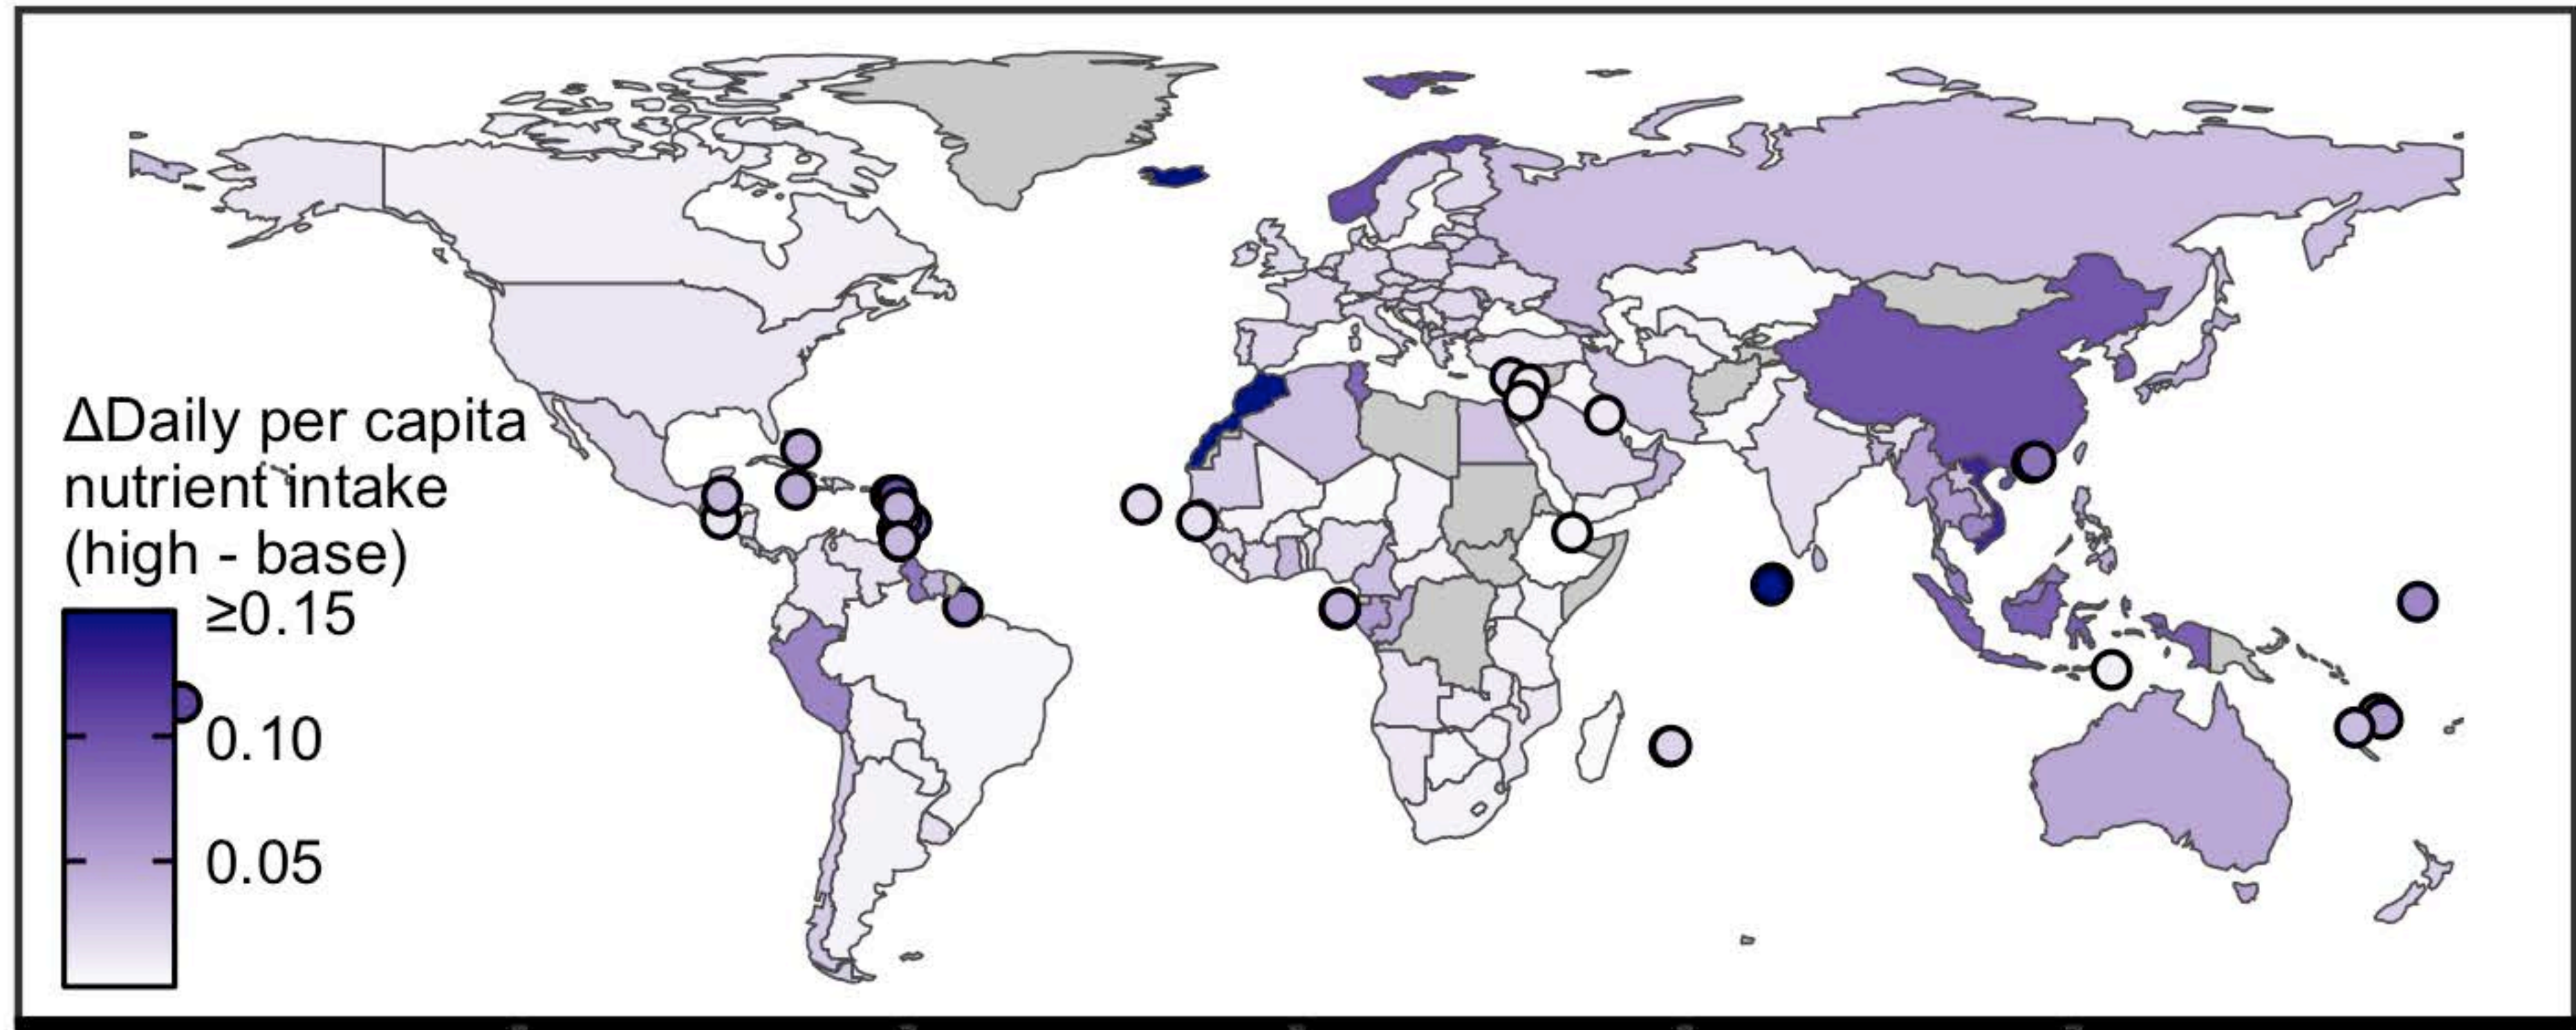 ΔDaily per capita
nutrient intake
(high - base)
≥0.15
0.10
0.05